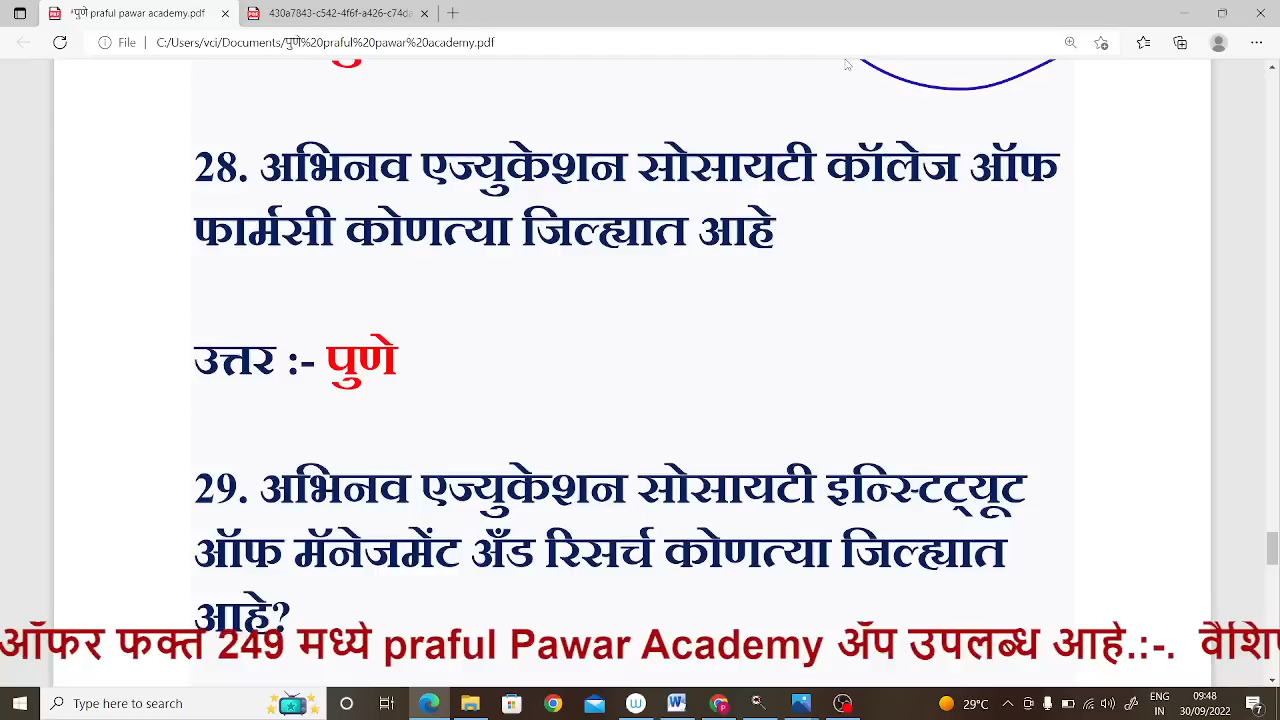 पुणे praful pawar academy.pdf
430a7843-c542-4f6f-a426-c74da
File
C:/Users/vci/Documents/पुणे%20praful%20pawar%20academy.pdf
28. अभिनव एज्युकेशन सोसायटी कॉलेज ऑफ
फार्मसी कोणत्या जिल्ह्यात आहे
उत्तर :- पुणे
29. अभिनव एज्युकेशन सोसायटी इन्स्टिट्यूट
ऑफ मॅनेजमेंट अँड रिसर्च कोणत्या जिल्ह्यात
आहे?
ऑफर फक्त 249 मध्ये praful Pawar Academy ॲप उपलब्ध आहे.:-.
Type here to search
29°C
ENG
IN
09:48
30/09/2022